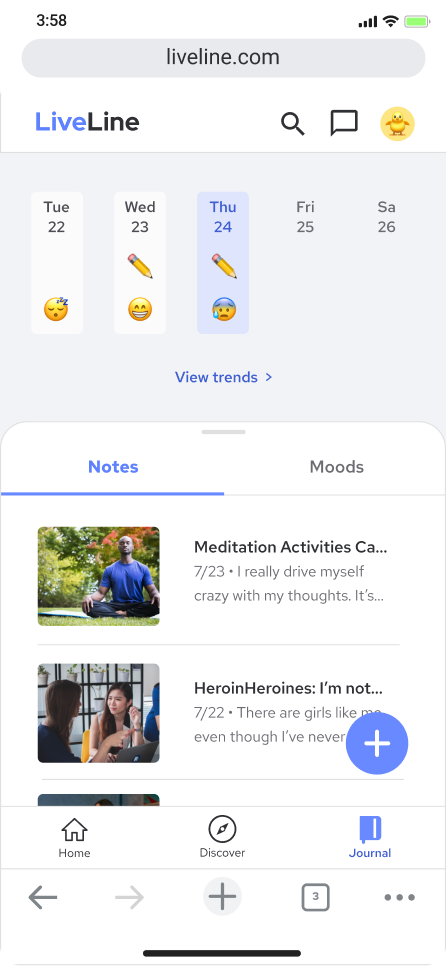 3:58
liveline.com
LiveLine
Tue
22
Wed
23
Thu
24
Fri
25
Sa
26
View trends >
Notes
Moods
Meditation Activities Ca...
7/23 • I really drive myself
crazy with my thoughts. It's...
HeroinHeroines: I'm not...
7/22 • There are girls like me
even though I've never
Home
Discover
Journal
3